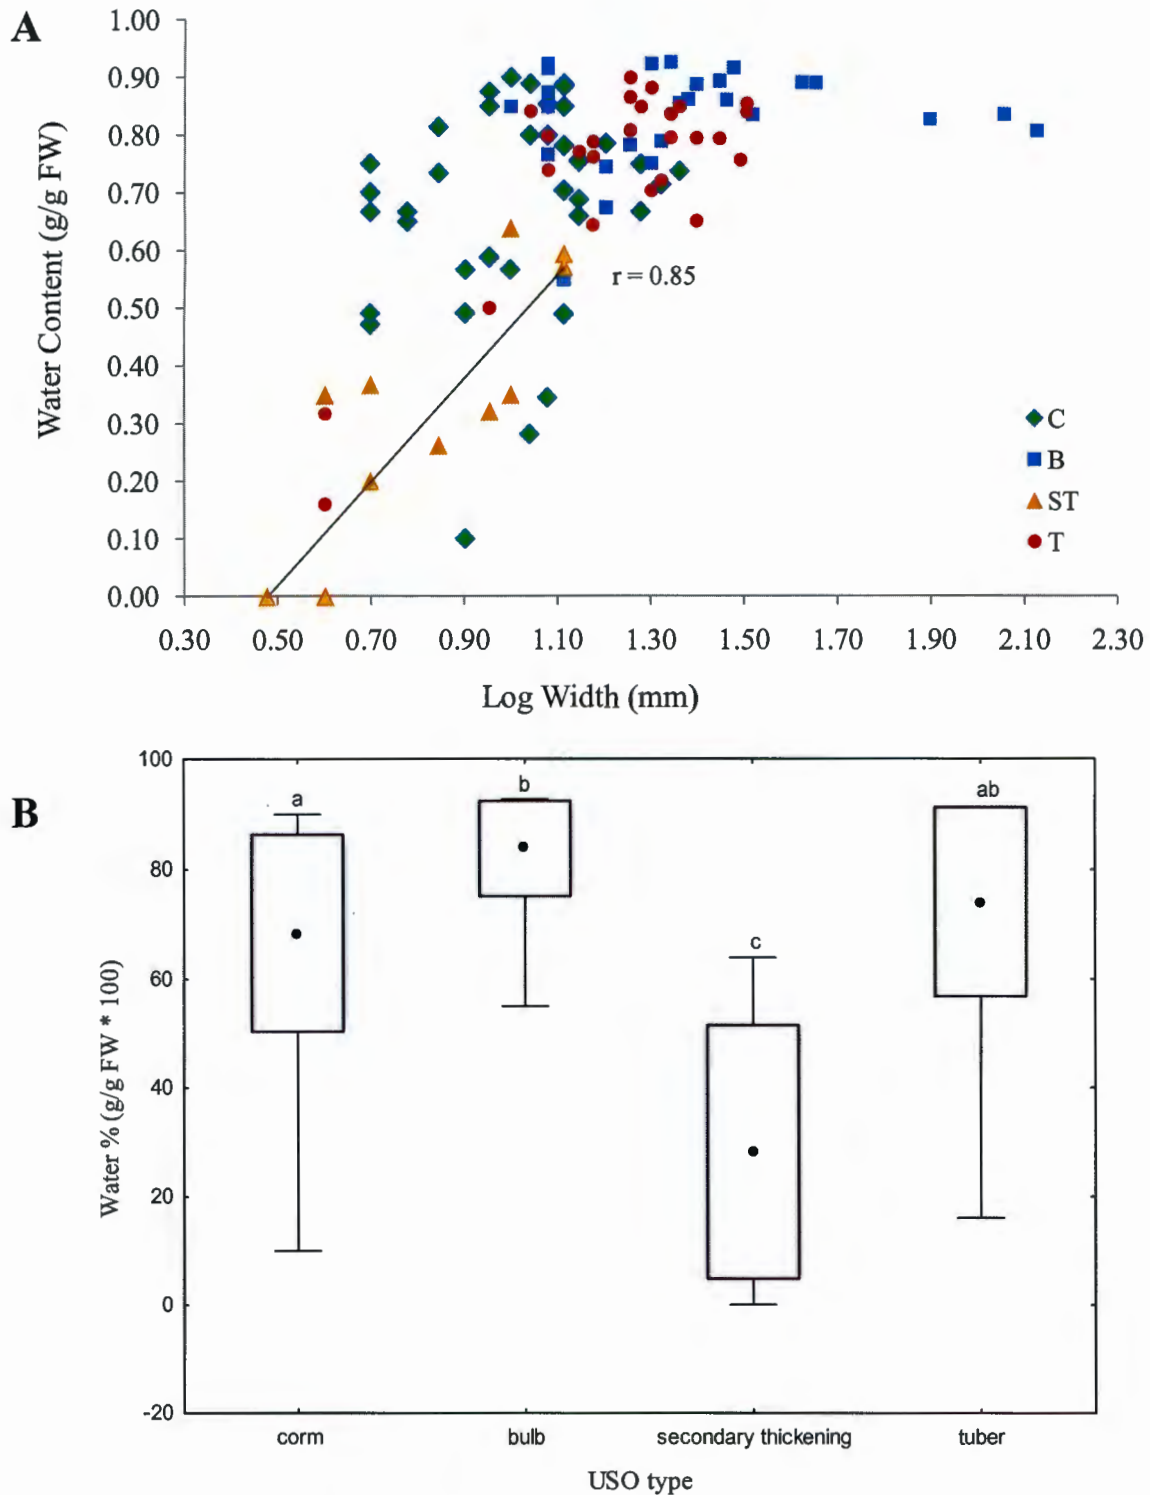 A
Water Content (g/g FW)
1.00
0.90
0.80
0.70
0.60
0.50
0.40
0.30
0.20
0.10
0.00
r = 0.85
C
B
ST
T
0.30 0.50 0.70 0.90 1.10 1.30 1.50 1.70 1.90 2.10 2.30
Log Width (mm)
B
Water % (g/g FW * 100)
100
80
60
40
20
0
-20
a
b
c
ab
corm bulb secondary thickening tuber
USO type